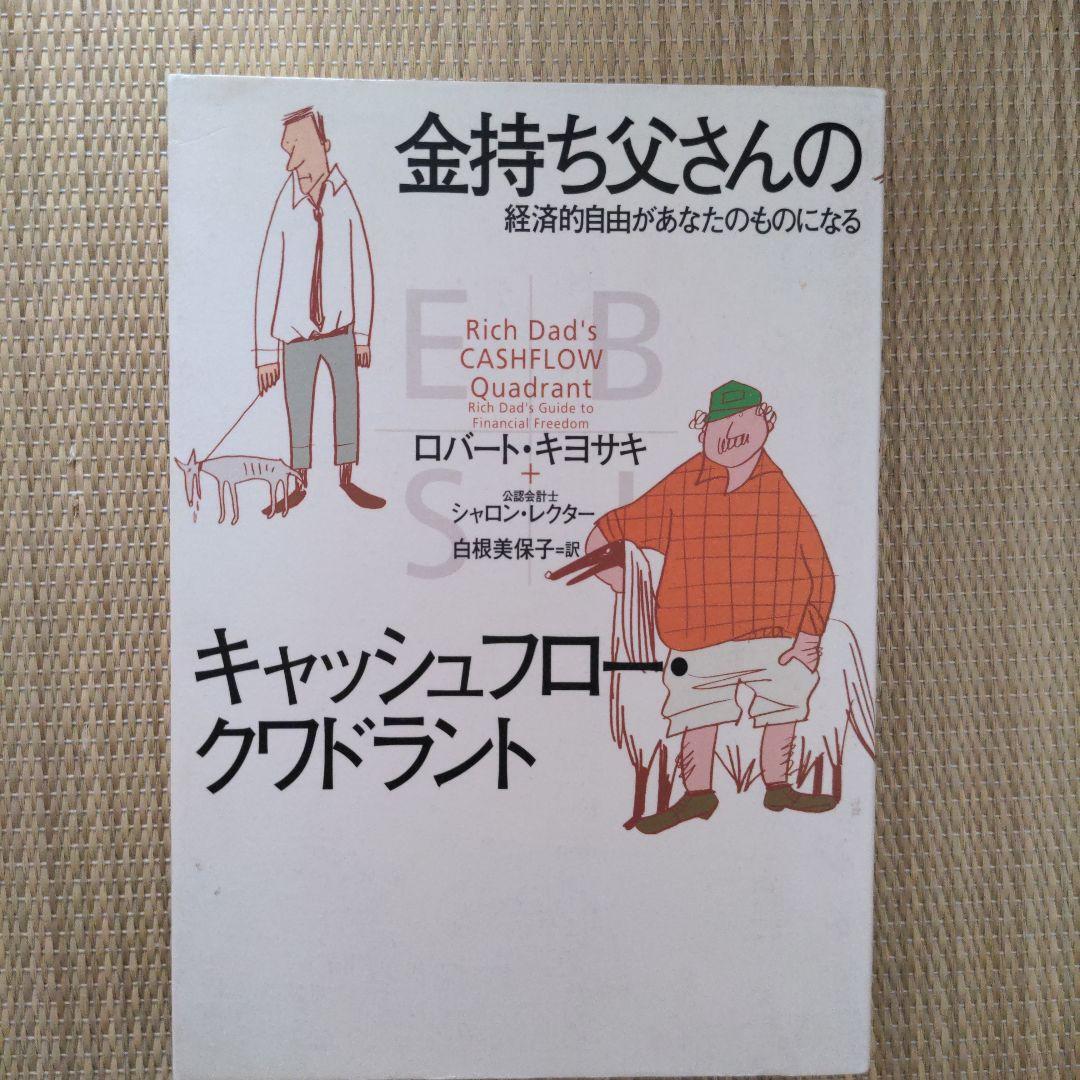 金持ち父さんの
経済的自由があなたのものになる
E B
Rich Dad's
CASHFLOW
Quadrant
Rich Dad's Guide to
Financial Freedom
ロバート・キヨサキ
+
公認会計士
シャロン・レクター
S I
白根美保子=訳
キャッシュフロー・
クワドラント